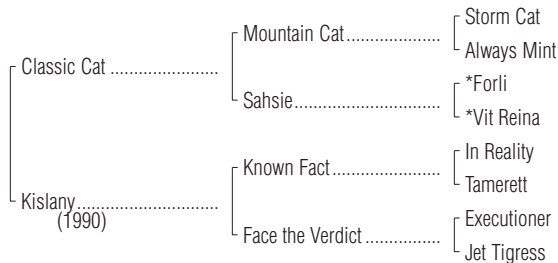 Storm Cat
Mountain Cat....................
Always Mint
Classic Cat .......................
*Forli
Sahsie...............................
*Vit Reina
In Reality
Known Fact.......................
Tamerett
Kislany..............................
(1990)
Executioner
Face the Verdict ................
Jet Tigress